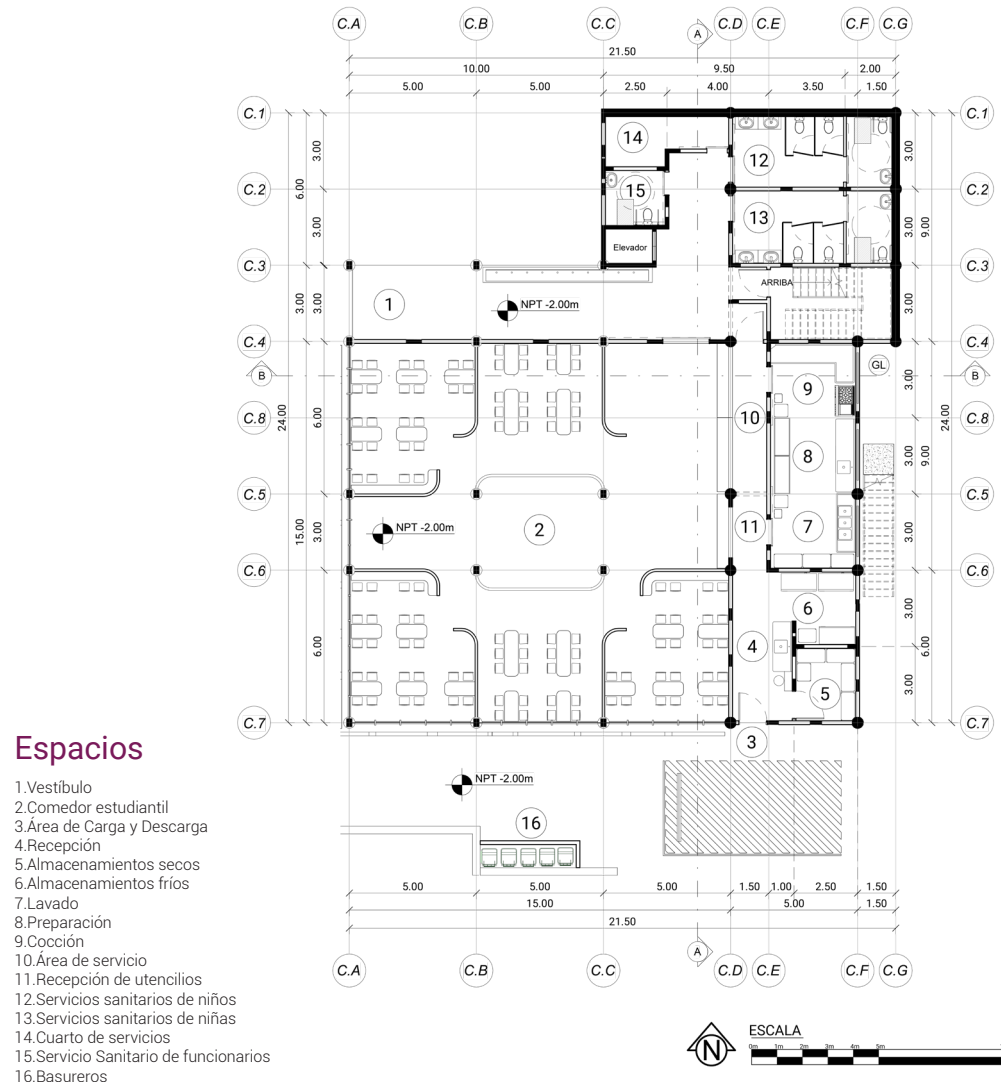 C.A C.B C.C C.D C.E C.F C.G
A
21.50
10.00 9.50 2.00
5.00 5.00 2.50 4.00 3.50 1.50
C.1 C.1
14
12
3.00 3.00
C.2 C.2
15
6.00
13
3.00 3.00 9.00
Elevador
C.3 C.3
ARRIBA
1
NPT -2.00m
3.00 3.00 3.00
C.4 C.4
GL
B B
9
3.00
C.8 10 C.8
24.00 6.00 24.00
8
3.00 9.00
C.5 C.5
NPT -2.00m
2
11
7
15.00 3.00 3.00
C.6 C.6
6
3.00
4
6.00 6.00
5
3.00
C.7 C.7
3
Espacios
NPT -2.00m
1.Vestíbulo
2.Comedor estudiantil
3.Área de Carga y Descarga
16
4.Recepción
5.Almacenamientos secos
6.Almacenamientos fríos
7.Lavado
8.Preparación
9.Cocción
10.Área de servicio
11.Recepción de utencilios
12.Servicios sanitarios de niños
13.Servicios sanitarios de niñas
14.Cuarto de servicios
15.Servicio Sanitario de funcionarios
16.Basureros
5.00 5.00 5.00 1.50 1.00 2.50 1.50
15.00 5.00 1.50
21.50
A
C.A C.B C.C C.D C.E C.F C.G
N
ESCALA
0m 1m 2m 3m 4m 5m